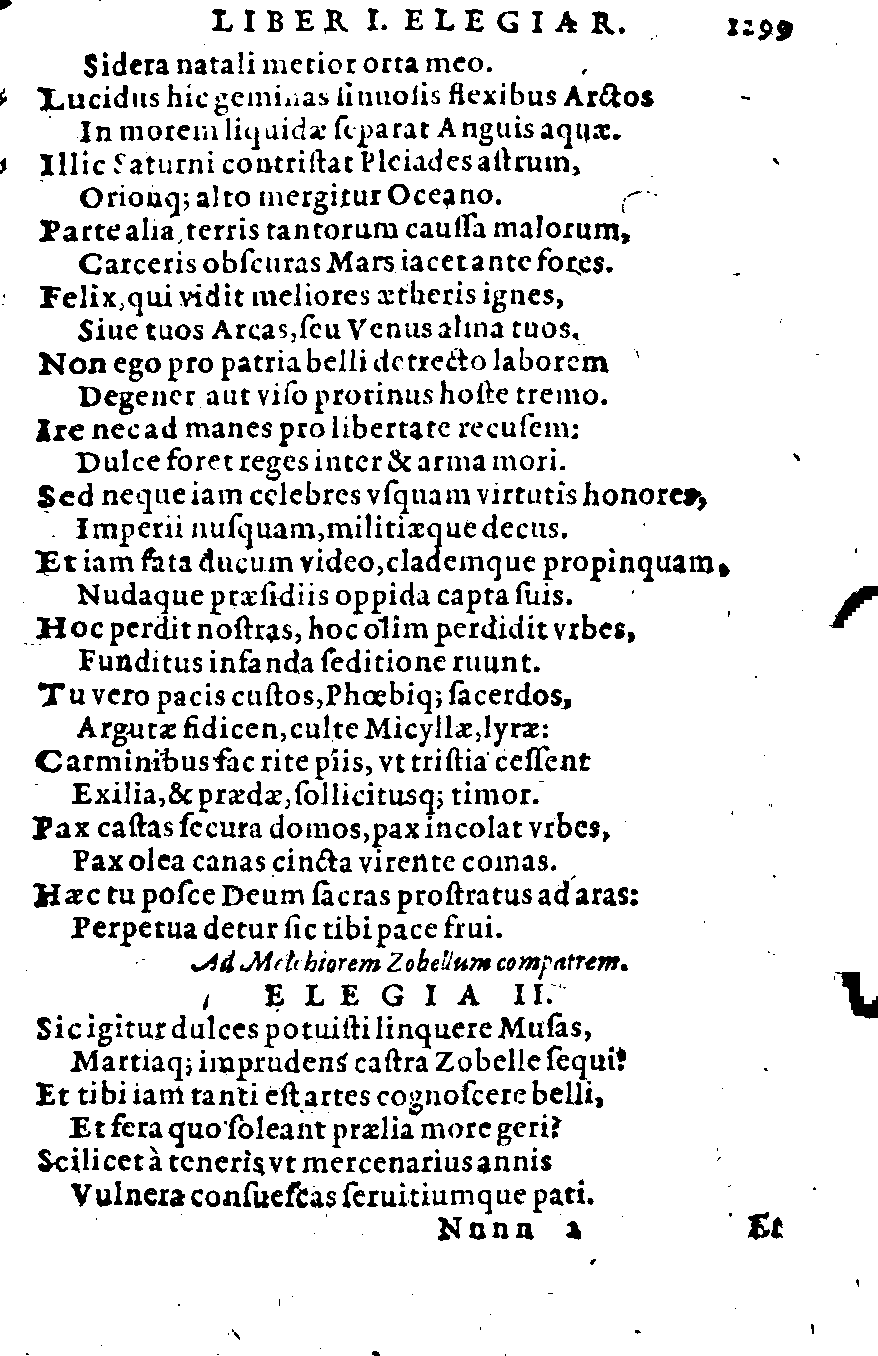 LIBER I. ELEGIAR. 1299
Sidera natali metior orta meo.
Lucidus hic geminas sinuosis flexibus Arctos
In morem liquidæ ſeparat Anguis aquæ.
Illic Saturni contriſtat Pleiades aſtrum,
Orionq; alto mergitur Oceano.
Parte alia, terris tantorum cauſſa malorum,
Carceris obſcuras Mars iacet ante fores.
Felix, qui vidit meliores ætheris ignes,
Siue tuos Arcas, ſeu Venus alma tuos.
Non ego pro patria belli detrecto laborem
Degener aut viſo protinus hoſte tremo.
Ire nec ad manes pro libertate recuſem:
Dulce foret reges inter & arma mori.
Sed neque iam celebres vſquam virtutis honores,
Imperii nuſquam, militiæque decus.
Et iam fata ducum video, clademque propinquam,
Nudaque præſidiis oppida capta ſuis.
Hoc perdit noſtras, hoc olim perdidit vrbes,
Funditus infanda ſeditione ruunt.
Tu vero pacis cuſtos, Phœbiq; ſacerdos,
Argutæ fidicen, culte Micyllæ, lyræ:
Carminibus fac rite piis, vt triſtia ceſſent
Exilia, & prædæ, ſollicitusq; timor.
Pax caſtas ſecura domos, pax incolat vrbes,
Pax olea canas cincta virente comas.
Hæc tu poſce Deum ſacras proſtratus ad aras:
Perpetua detur ſic tibi pace frui.
Ad Melchiorem Zobellum compatrem.
ELEGIA II.
Sic igitur dulces potuiſti linquere Muſas,
Martiaq; imprudens caſtra Zobelle ſequi?
Et tibi iam tanti eſt artes cognoſcere belli,
Et fera quo ſoleant prælia more geri?
Scilicet à teneris vt mercenarius annis
Vulnera conſueſcas ſeruitiumque pati.
Nnnn 2 Et